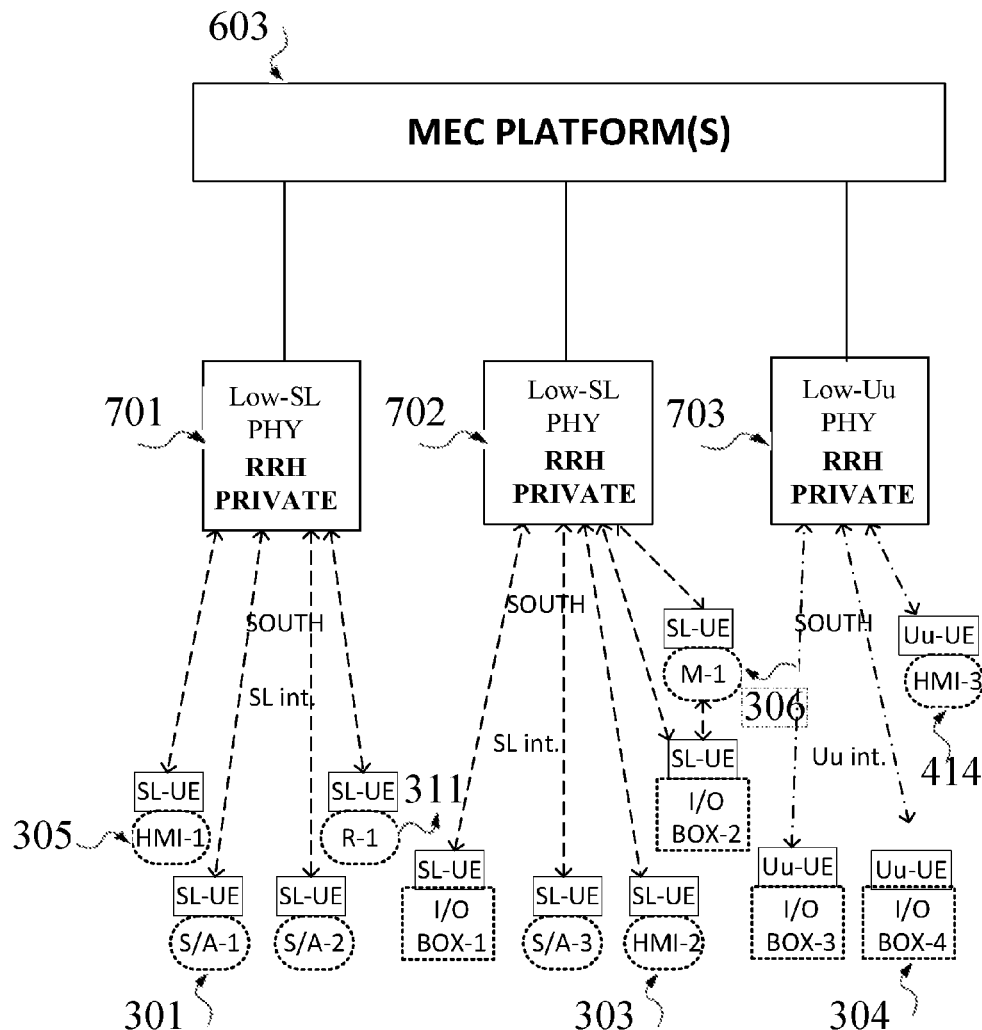 603
MEC PLATFORM(S)
701
Low-SL
PHY
RRH
PRIVATE
702
Low-SL
PHY
RRH
PRIVATE
703
Low-Uu
PHY
RRH
PRIVATE
SOUTH
SL int.
SOUTH
SL int.
SOUTH
Uu int.
SL-UE
M-1
306
Uu-UE
HMI-3
414
SL-UE
HMI-1
305
SL-UE
R-1
311
SL-UE
I/O
BOX-2
SL-UE
S/A-1
301
SL-UE
S/A-2
SL-UE
I/O
BOX-1
SL-UE
S/A-3
SL-UE
HMI-2
303
Uu-UE
I/O
BOX-3
Uu-UE
I/O
BOX-4
304